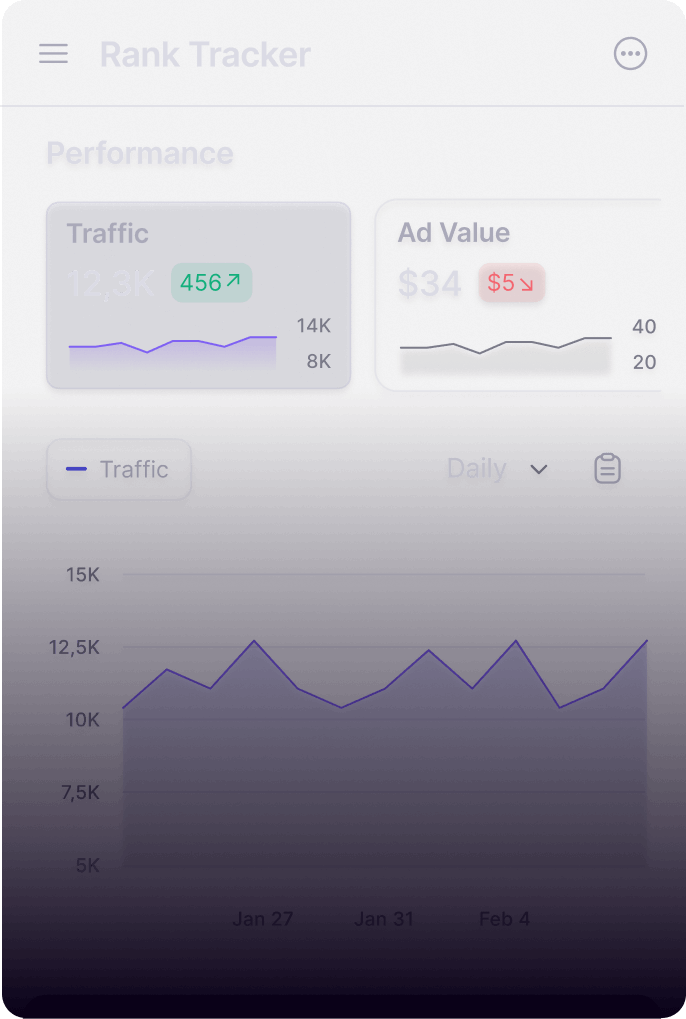 Rank Tracker
Performance
Traffic
12,3K 456
14K
8K
Ad Value
$34 $5
40
20
Traffic
Daily
15K
12,5K
10K
7,5K
5K
Jan 27 Jan 31 Feb 4